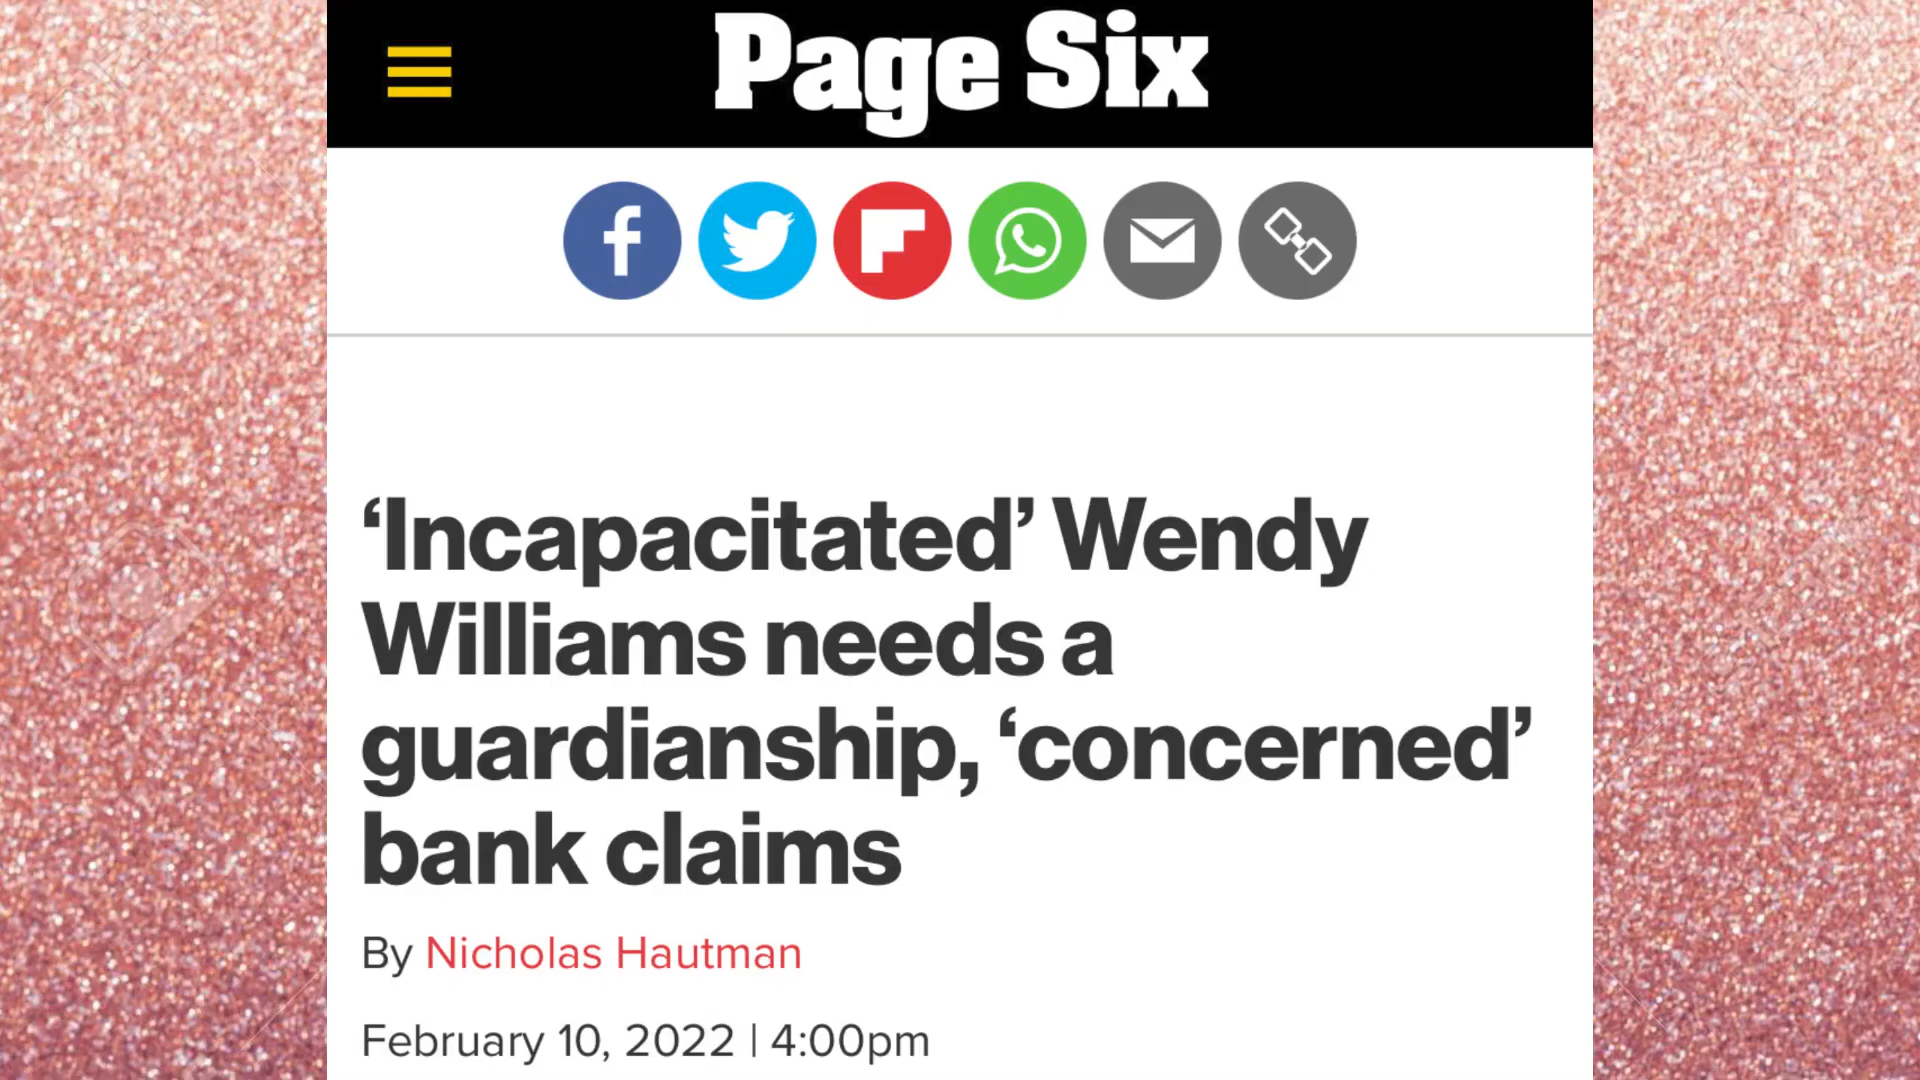 Page Six
‘Incapacitated’ Wendy
Williams needs a
guardianship, ‘concerned’
bank claims
By Nicholas Hautman
February 10, 2022 | 4:00pm